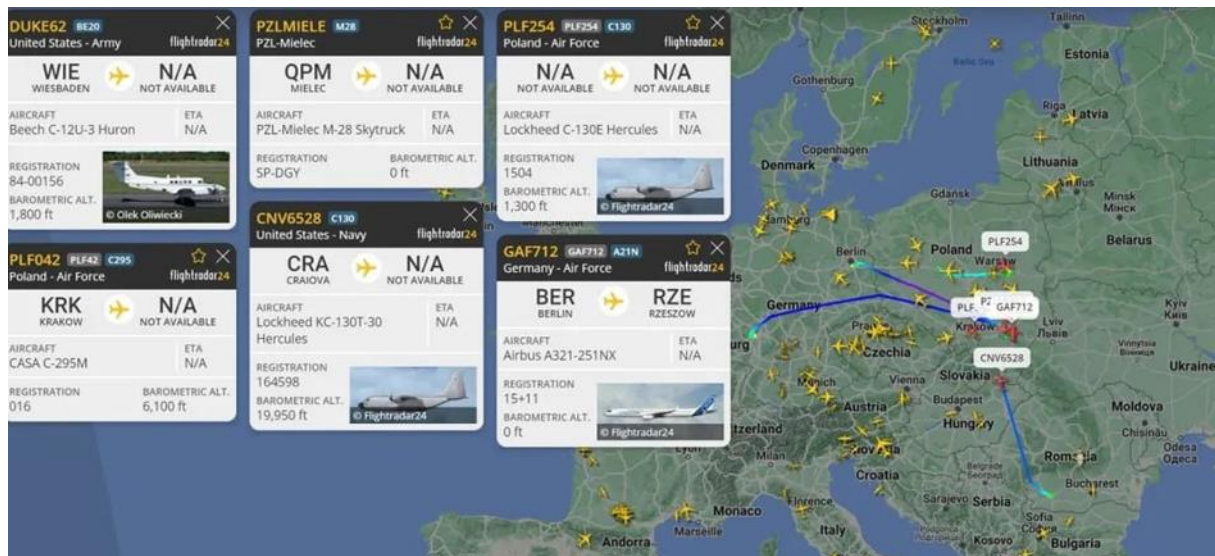 DUKE62 BE20
United States - Army flightradar24
WIE N/A
WIESBADEN NOT AVAILABLE
AIRCRAFT ETA
Beech C-12U-3 Huron N/A
REGISTRATION
84-00156
BAROMETRIC ALT.
1,800 ft
© Olek Oliwiecki
PZLMIELE M28
PZL-Mielec flightradar24
QPM N/A
MIELEC NOT AVAILABLE
AIRCRAFT ETA
PZL-Mielec M-28 Skytruck N/A
REGISTRATION BAROMETRIC ALT.
SP-DGY 0 ft
PLF254 PLF254 C130
Poland - Air Force flightradar24
N/A N/A
NOT AVAILABLE NOT AVAILABLE
AIRCRAFT ETA
Lockheed C-130E Hercules N/A
REGISTRATION
1504
BAROMETRIC ALT.
1,300 ft
© Flightradar24
PLF042 PLF42 C295
Poland - Air Force flightradar24
KRK N/A
KRAKOW NOT AVAILABLE
AIRCRAFT ETA
CASA C-295M N/A
REGISTRATION BAROMETRIC ALT.
016 6,100 ft
CNV6528 C130
United States - Navy flightradar24
CRA N/A
CRAIOVA NOT AVAILABLE
AIRCRAFT ETA
Lockheed KC-130T-30 N/A
Hercules
REGISTRATION
164598
BAROMETRIC ALT.
19,950 ft
© Flightradar24
GAF712 GAF712 A21N
Germany - Air Force flightradar24
BER RZE
BERLIN RZESZOW
AIRCRAFT ETA
Airbus A321-251NX N/A
REGISTRATION
15+11
BAROMETRIC ALT.
0 ft
© Flightradar24
Stockholm
Tallinn
Baltic Sea
Estonia
Gothenburg
Riga
Latvia
Copenhagen
Denmark
Lithuania
Vilnius
Minsk
Мінск
Gdańsk
Hamburg
Belarus
Berlin
Poland
Warsaw
PLF254
Germany
PLF
GAF712
Krakow
Lviv
Львів
Kyiv
Київ
Czechia
CNV6528
Vinnytsia
Вінниця
Ukraine
Slovakia
Munich
Vienna
Austria
Budapest
Hungary
Moldova
Chișinău
Odesa
Одеса
Lyon
Milan
Croatia
Romania
Belgrade
Београд
Bucharest
Sarajevo
Serbia
Florence
Monaco
Marseille
Italy
Sofia
София
Kosovo
Bulgaria
Andorra